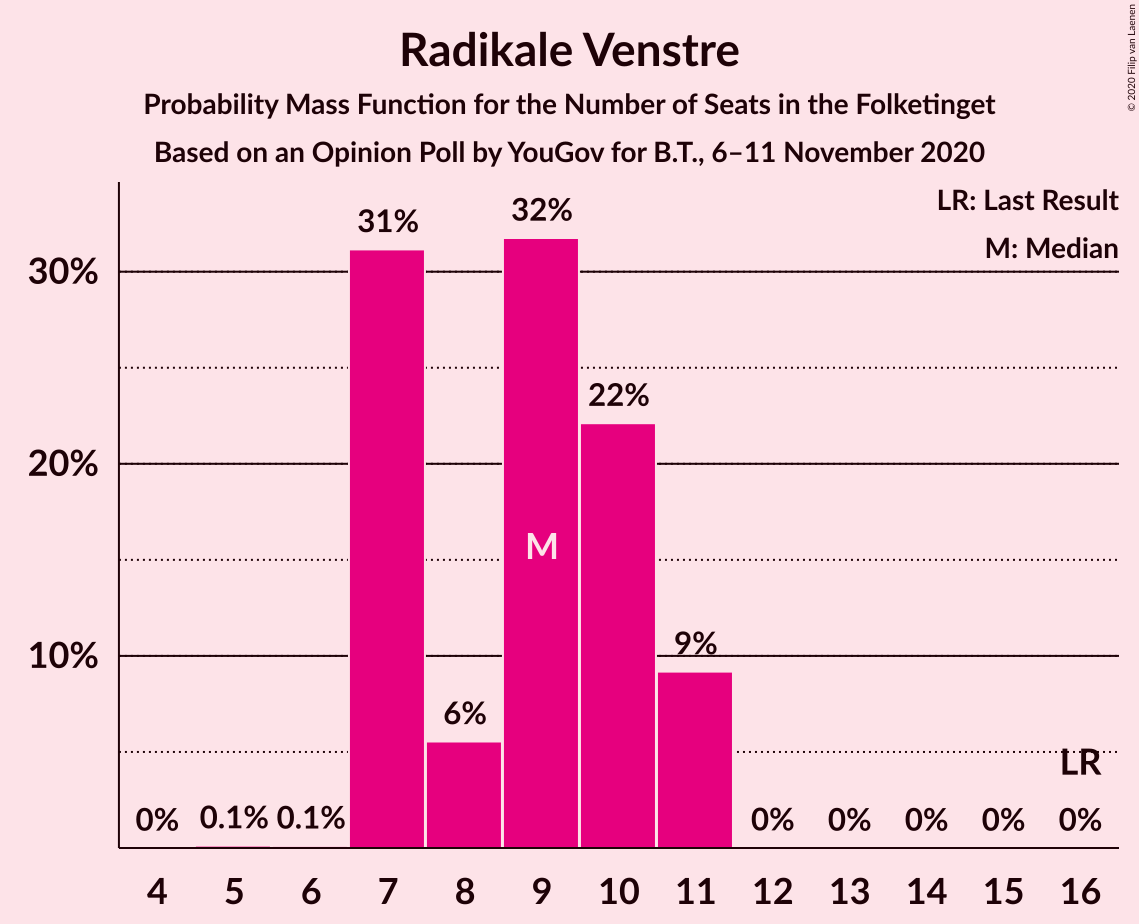 Radikale Venstre
Probability Mass Function for the Number of Seats in the Folketinget
Based on an Opinion Poll by YouGov for B.T., 6–11 November 2020
© 2020 Filip van Laenen
LR: Last Result
M: Median
30%
20%
10%
0%
0.1%
0.1%
31%
6%
32%
22%
9%
0%
0%
0%
0%
0%
M
LR
4 5 6 7 8 9 10 11 12 13 14 15 16